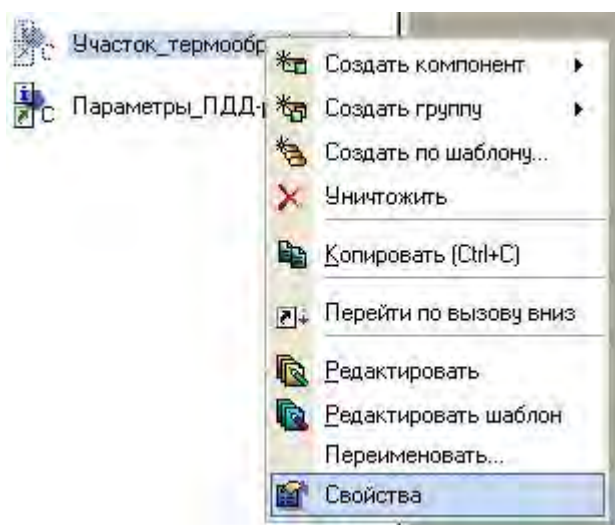 Участок_термообр
Параметры_ПДД-
Создать компонент
Создать группу
Создать по шаблону...
Уничтожить
Копировать (Ctrl+C)
Перейти по вызову вниз
Редактировать
Редактировать шаблон
Переименовать...
Свойства